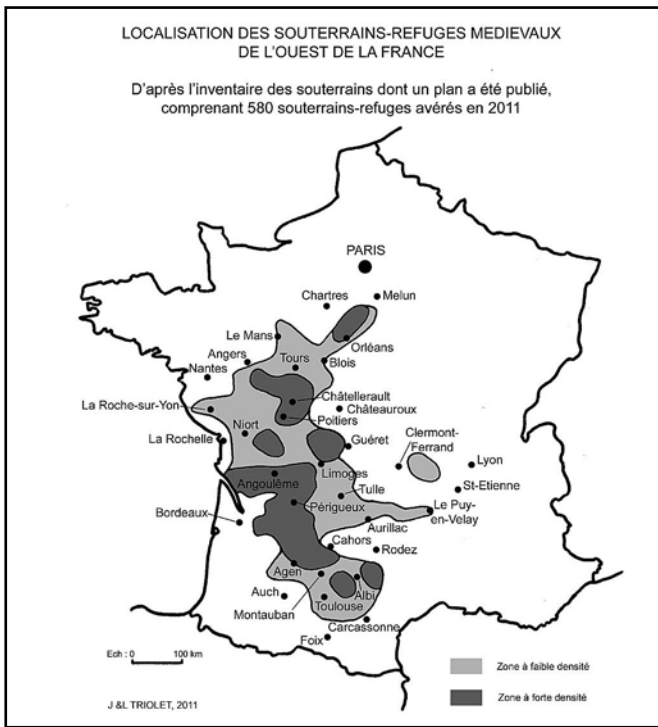 LOCALISATION DES SOUTERRAINS-REFUGES MEDIEVAUX
DE L'OUEST DE LA FRANCE
D'après l'inventaire des souterrains dont un plan a été publié,
comprenant 580 souterrains-refuges avérés en 2011
PARIS
Chartres
Melun
Le Mans
Orléans
Angers
Tours
Blois
Nantes
Châtellerault
La Roche-sur-Yon
Châteauroux
Poitiers
Niort
La Rochelle
Guéret
Clermont-
Ferrand
Lyon
Limoges
Angoulême
St-Etienne
Tulle
Périgueux
Le Puy-
en-Velay
Bordeaux
Aurillac
Cahors
Rodez
Agen
Auch
Albi
Montauban
Toulouse
Carcassonne
Foix
Ech : 0 100 km
Zone à faible densité
Zone à forte densité
J &L TRIOLET, 2011